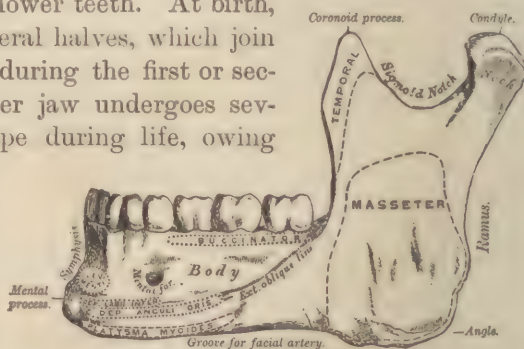 lower teeth. At birth,
eral halves, which join
during the first or sec-
er jaw undergoes sev-
pe during life, owing
Coronoid process.
Condyle.
TEMPORAL
Sigmoid Notch
Neck
MASSETER
Ramus.
BUCCINATOR
Symphysis
Mental for.
Body
Ext. oblique line
Mental
process.
DEP. ANGULI ORIS
PLATYSMA MYOIDES
Groove for facial artery.
Angle.